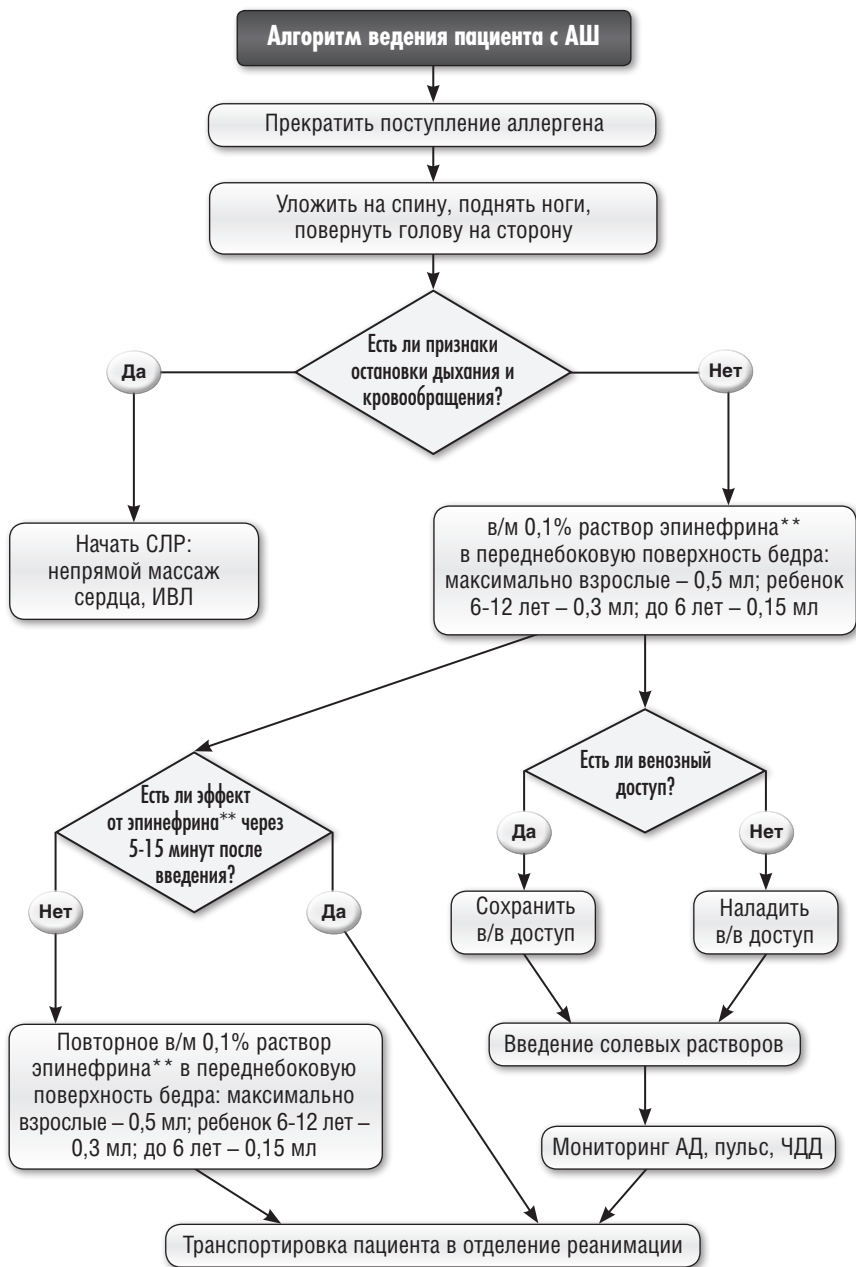 Алгоритм ведения пациента с АШ
Прекратить поступление аллергена
Уложить на спину, поднять ноги,
повернуть голову на сторону
Есть ли признаки
остановки дыхания и
кровообращения?
Да
Нет
Начать СЛР:
непрямой массаж
сердца, ИВЛ
в/м 0,1% раствор эпинефрина**
в переднебоковую поверхность бедра:
максимально взрослые – 0,5 мл; ребенок
6-12 лет – 0,3 мл; до 6 лет – 0,15 мл
Есть ли эффект
от эпинефрина** через
5-15 минут после
введения?
Нет
Да
Есть ли венозный
доступ?
Да
Нет
Сохранить
в/в доступ
Наладить
в/в доступ
Повторное в/м 0,1% раствор
эпинефрина** в переднебоковую
поверхность бедра: максимально
взрослые – 0,5 мл; ребенок 6-12 лет –
0,3 мл; до 6 лет – 0,15 мл
Введение солевых растворов
Мониторинг АД, пульс, ЧДД
Транспортировка пациента в отделение реанимации